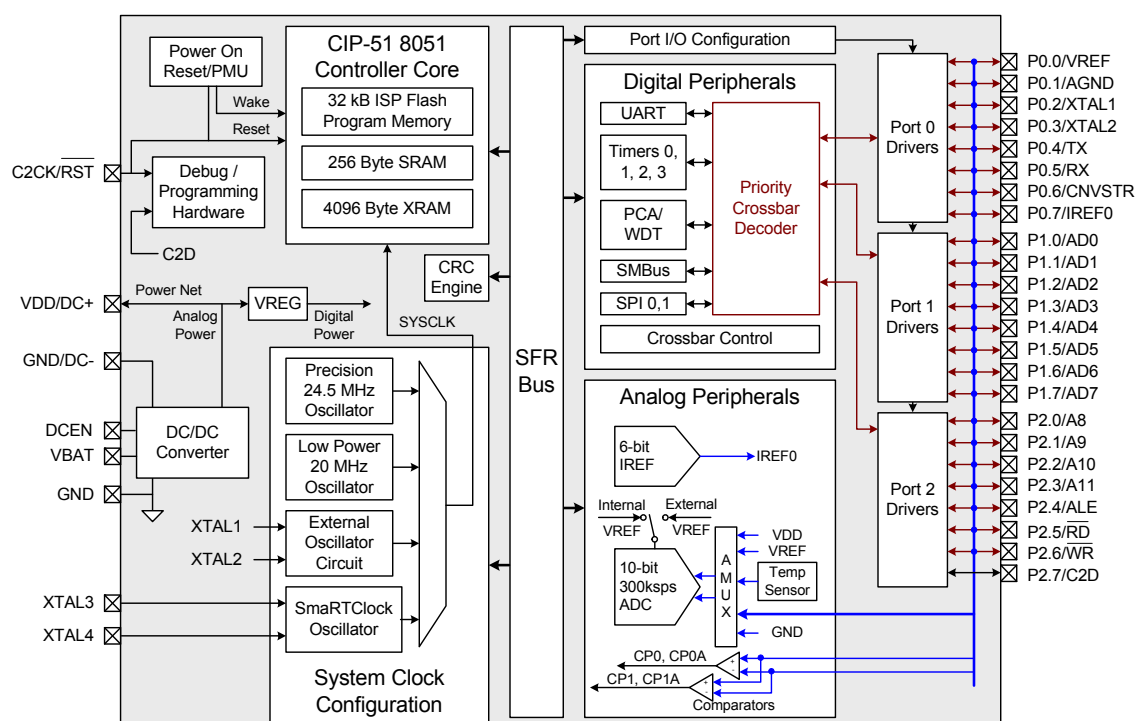 Power On
Reset/PMU
Wake
Reset
C2CK/RST
Debug /
Programming
Hardware
C2D
CIP-51 8051
Controller Core
32 kB ISP Flash
Program Memory
256 Byte SRAM
4096 Byte XRAM
VDD/DC+
Power Net
Analog
Power
VREG
Digital
Power
SYSCLK
CRC
Engine
GND/DC-
DCEN
VBAT
GND
DC/DC
Converter
XTAL1
XTAL2
XTAL3
XTAL4
Precision
24.5 MHz
Oscillator
Low Power
20 MHz
Oscillator
External
Oscillator
Circuit
SmaRTClock
Oscillator
System Clock
Configuration
SFR
Bus
Port I/O Configuration
Digital Peripherals
UART
Timers 0,
1, 2, 3
PCA/
WDT
SMBus
SPI 0,1
Priority
Crossbar
Decoder
Crossbar Control
Analog Peripherals
6-bit
IREF
IREF0
Internal
VREF
External
VREF
10-bit
300ksps
ADC
AMUX
VDD
VREF
Temp
Sensor
GND
CP0, CP0A
CP1, CP1A
+
-
+
-
Comparators
Port 0
Drivers
Port 1
Drivers
Port 2
Drivers
P0.0/VREF
P0.1/AGND
P0.2/XTAL1
P0.3/XTAL2
P0.4/TX
P0.5/RX
P0.6/CNVSTR
P0.7/IREF0
P1.0/AD0
P1.1/AD1
P1.2/AD2
P1.3/AD3
P1.4/AD4
P1.5/AD5
P1.6/AD6
P1.7/AD7
P2.0/A8
P2.1/A9
P2.2/A10
P2.3/A11
P2.4/ALE
P2.5/RD
P2.6/WR
P2.7/C2D